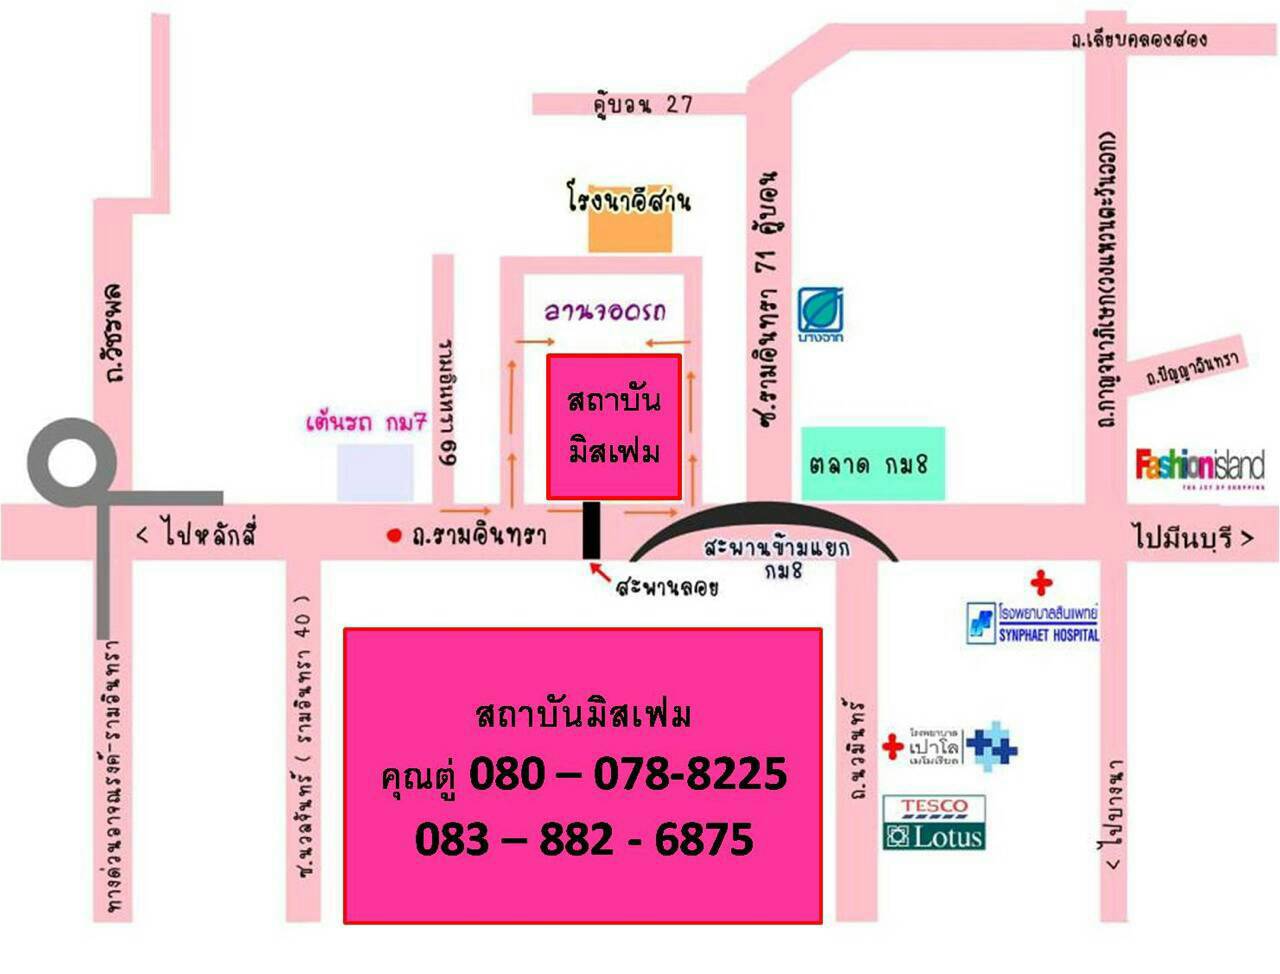 ถ.เลียบคลองสอง
คู้บอน 27
โรงนาอีสาน
ซ.รามอินทรา 71 คู้บอน
ถ.กาญจนาภิเษก(วงแหวนตะวันออก)
ถ.วัชรพล
ลานจอดรถ
บางจาก
รามอินทรา 69
ถ.ปัญญาอินทรา
สถาบัน
มิสเฟม
เต้นรถ กม7
ตลาด กม8
Fashion island
THE JOY OF SHOPPING
< ไปหลักสี่
ถ.รามอินทรา
สะพานข้ามแยก
กม8
ไปมีนบุรี >
สะพานลอย
โรงพยาบาลสินแพทย์
SYNPHAET HOSPITAL
ทางด่วนอาจณรงค์-รามอินทรา
ซ.นวลจันทร์ ( รามอินทรา 40 )
สถาบันมิสเฟม
คุณตู่ 080 – 078-8225
083 – 882 - 6875
ถ.นวมินทร์
โรงพยาบาล
เปาโล
เมโมเรียล
TESCO
Lotus
< ไปบางนา